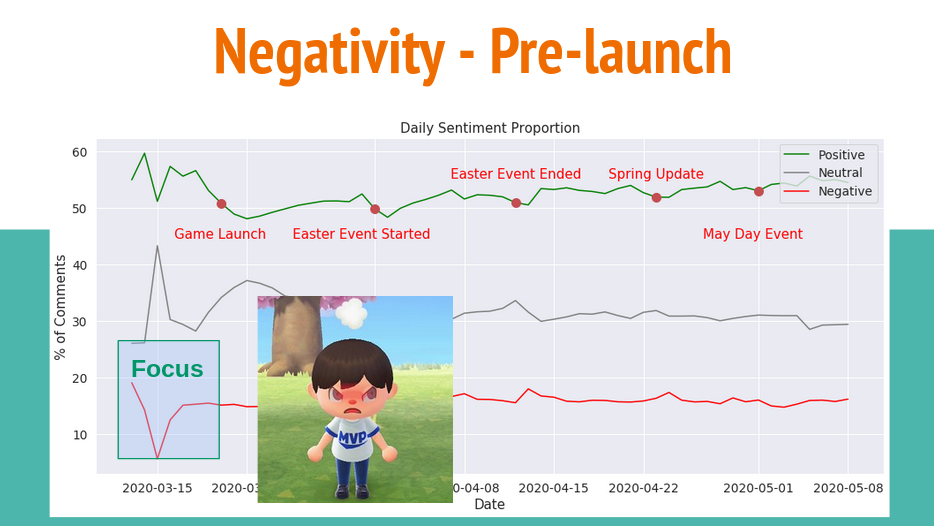 Negativity - Pre-launch
Daily Sentiment Proportion
60
50
40
30
20
10
% of Comments
Positive
Neutral
Negative
Easter Event Ended
Spring Update
Game Launch
Easter Event Started
May Day Event
Focus
MVP
2020-03-15
2020-03
-04-08
2020-04-15
2020-04-22
2020-05-01
2020-05-08
Date